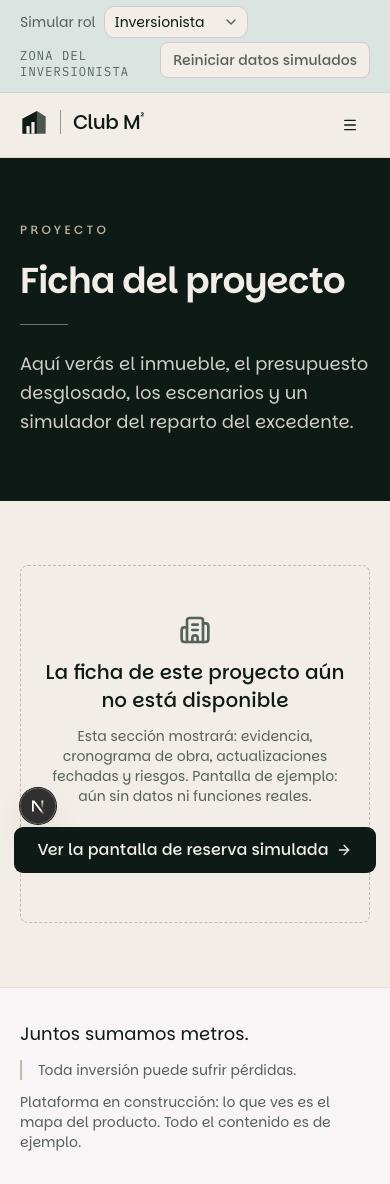 Simular rol Inversionista
ZONA DEL
INVERSIONISTA
Reiniciar datos simulados
Club M²
PROYECTO
Ficha del proyecto
Aquí verás el inmueble, el presupuesto
desglosado, los escenarios y un
simulador del reparto del excedente.
La ficha de este proyecto aún
no está disponible
Esta sección mostrará: evidencia,
cronograma de obra, actualizaciones
fechadas y riesgos. Pantalla de ejemplo:
aún sin datos ni funciones reales.
N
Ver la pantalla de reserva simulada →
Juntos sumamos metros.
Toda inversión puede sufrir pérdidas.
Plataforma en construcción: lo que ves es el
mapa del producto. Todo el contenido es de
ejemplo.